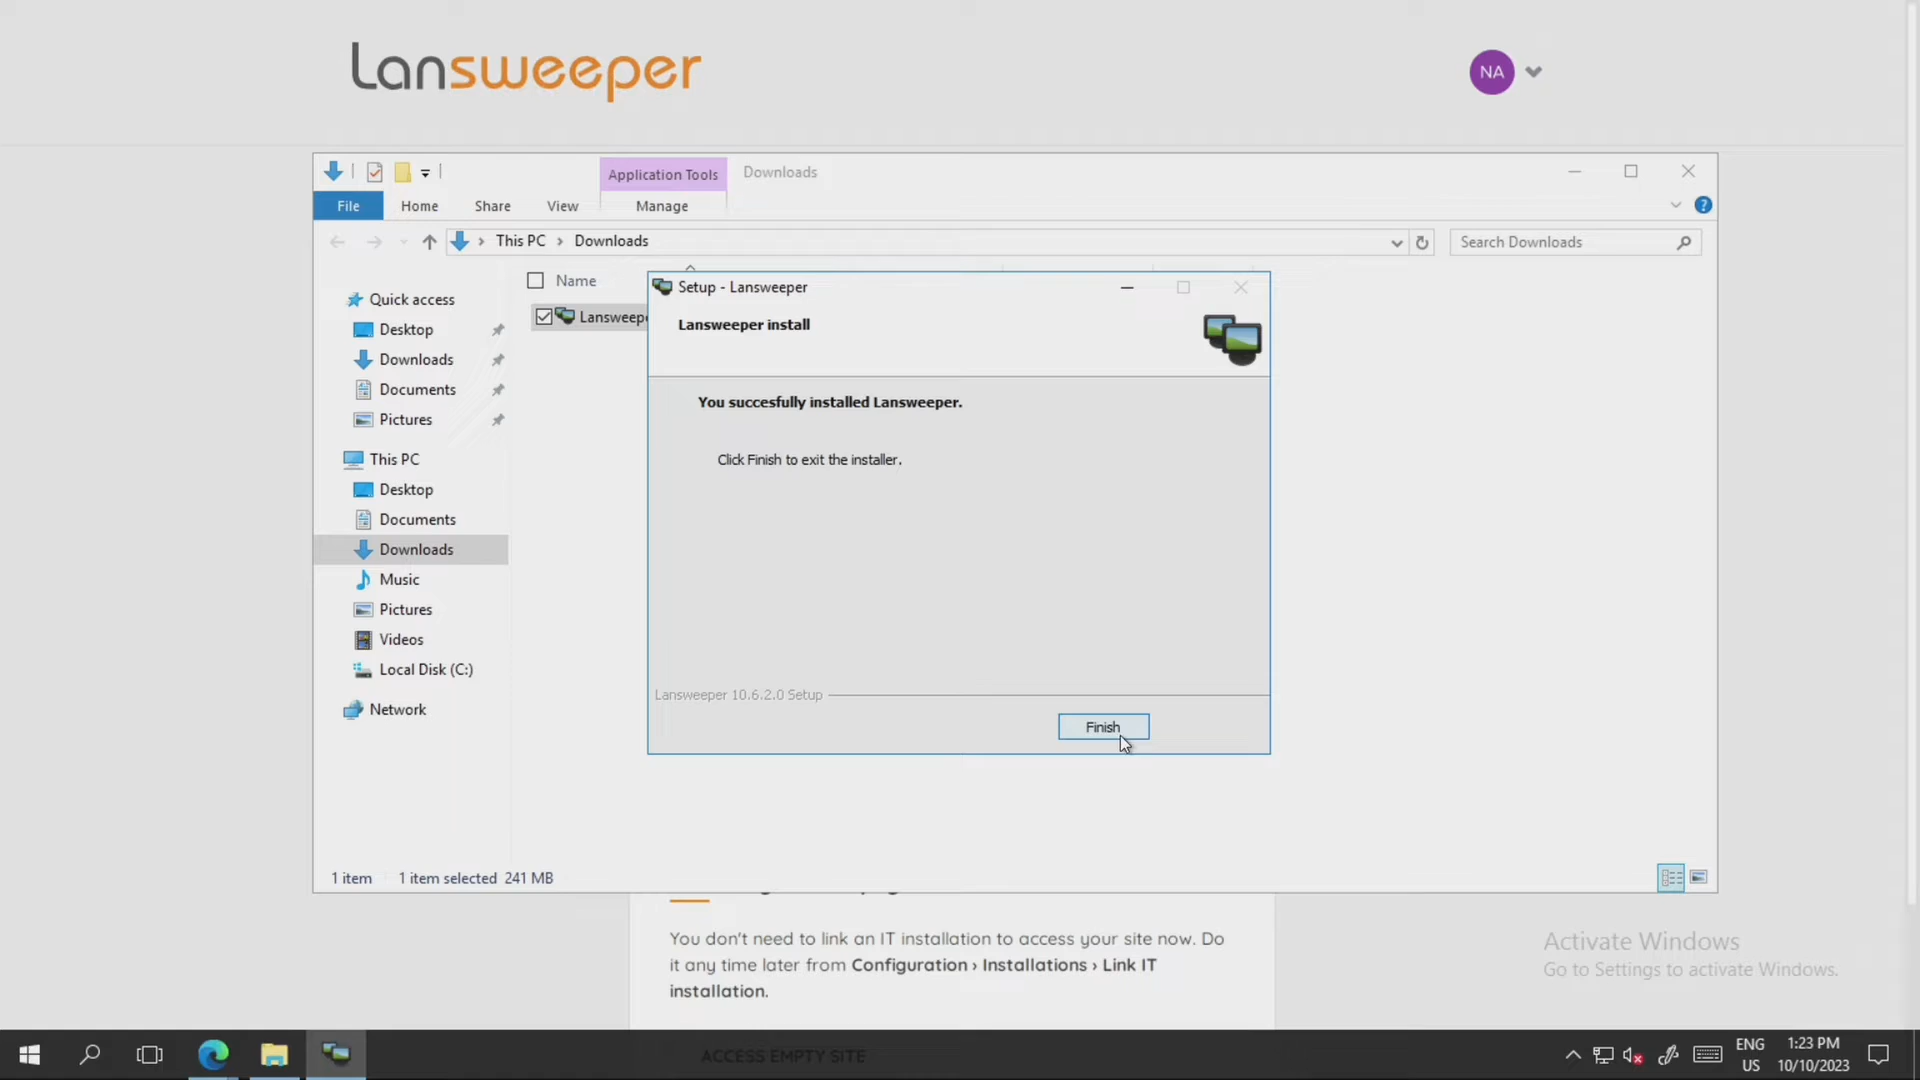 Lansweeper
NA
Application Tools
Downloads
File
Home
Share
View
Manage
?
This PC
Downloads
Search Downloads
Name
Quick access
Desktop
Downloads
Documents
Pictures
This PC
Desktop
Documents
Downloads
Music
Pictures
Videos
Local Disk (C:)
Network
Setup - Lansweeper
Lansweeper install
You succesfully installed Lansweeper.
Click Finish to exit the installer.
Lansweeper 10.6.2.0 Setup
Finish
1 item
1 item selected 241 MB
You don't need to link an IT installation to access your site now. Do
it any time later from Configuration › Installations › Link IT
installation.
Activate Windows
Go to Settings to activate Windows.
ACCESS EMPTY SITE
ENG
US
1:23 PM
10/10/2023